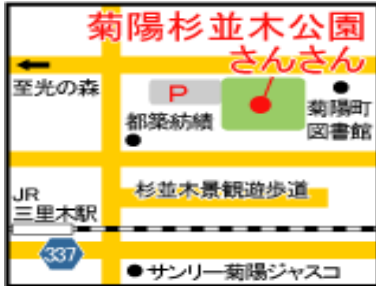 菊陽杉並木公園
さんさん
至光の森
P
都築紡績
菊陽町
図書館
杉並木景観遊歩道
JR
三里木駅
337
サンリー菊陽ジャスコ